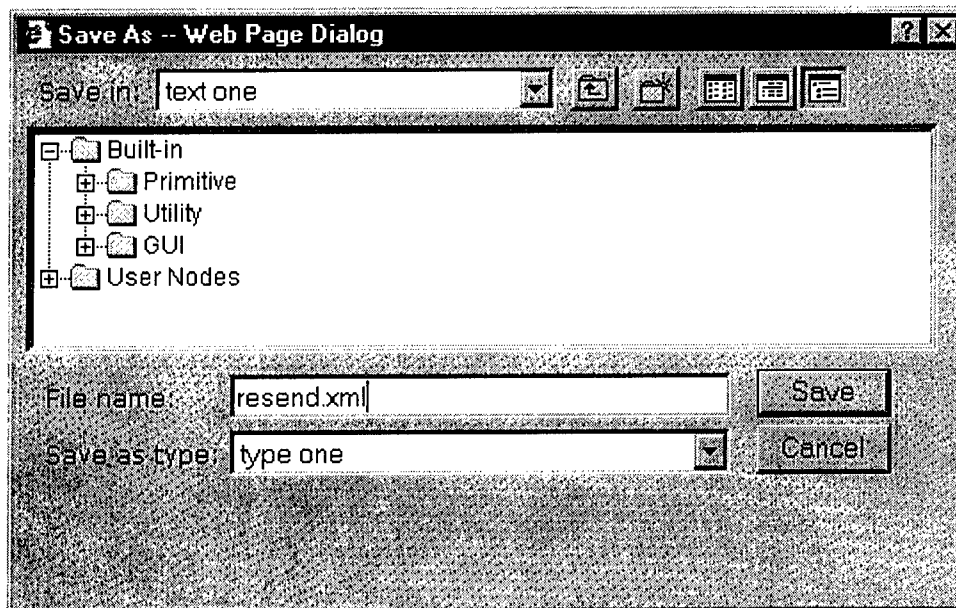 Save As -- Web Page Dialog
Save in: text one
Built-in
Primitive
Utility
GUI
User Nodes
File name: resend.xml
Save
Save as type: type one
Cancel